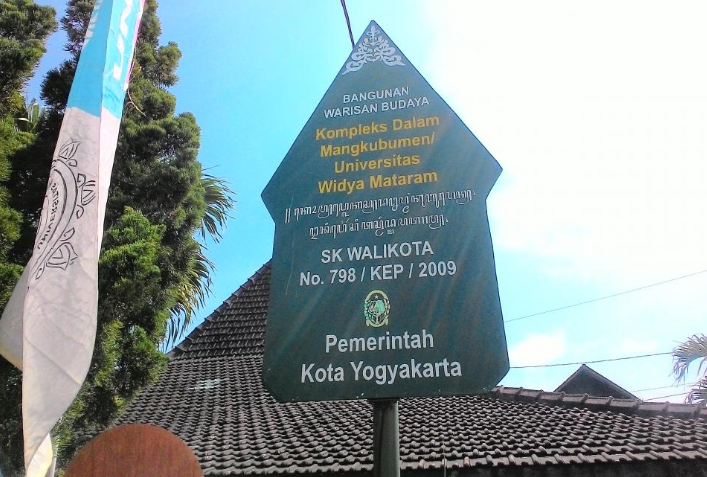 BANGUNAN
WARISAN BUDAYA
Kompleks Dalam
Mangkubumen/
Universitas
Widya Mataram
SK WALIKOTA
No. 798 / KEP / 2009
Pemerintah
Kota Yogyakarta